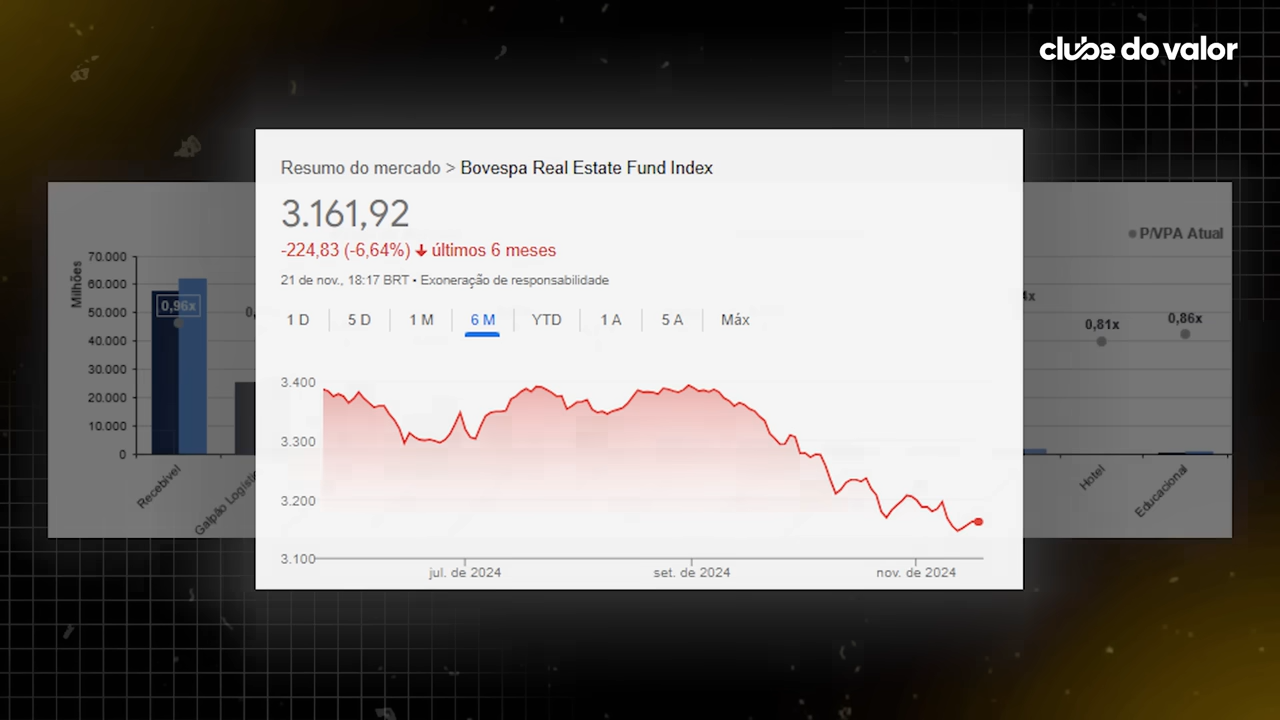 clube do valor
Resumo do mercado > Bovespa Real Estate Fund Index
3.161,92
-224,83 (-6,64%) ↓ últimos 6 meses
21 de nov., 18:17 BRT • Exoneração de responsabilidade
1 D 5 D 1 M 6 M YTD 1 A 5 A Máx
3.400
3.300
3.200
3.100
jul. de 2024 set. de 2024 nov. de 2024
Milhões
70.000
60.000
50.000
40.000
30.000
20.000
10.000
0
0,96x
Recebível
Galpão
P/VPA Atual
0,81x
0,86x
Hotel
Educacional